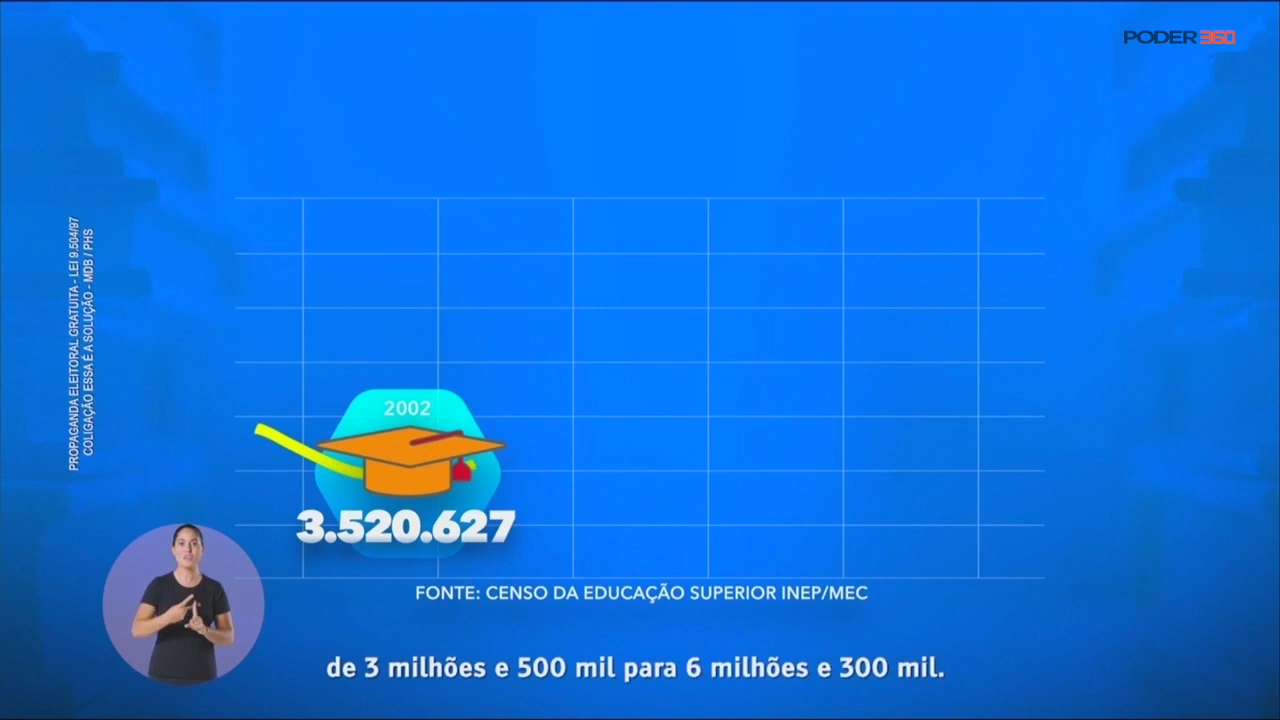 PODER360
PROPAGANDA ELEITORAL GRATUITA - LEI 9.504/97
COLIGAÇÃO ESSA É A SOLUÇÃO - MDB / PHS
2002
3.520.627
FONTE: CENSO DA EDUCAÇÃO SUPERIOR INEP/MEC
de 3 milhões e 500 mil para 6 milhões e 300 mil.